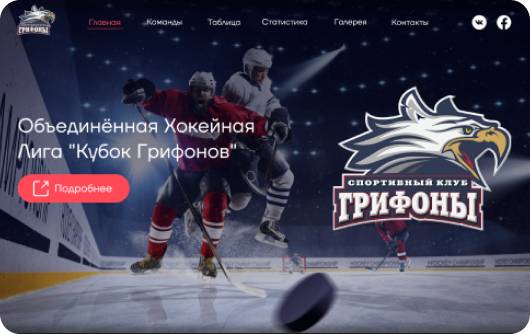 ГРИФОНЫ
Главная Команды Таблица Статистика Галерея Контакты
Объединённая Хокейная
Лига "Кубок Грифонов"
Подробнее
СПОРТИВНЫЙ КЛУБ
ГРИФОНЫ